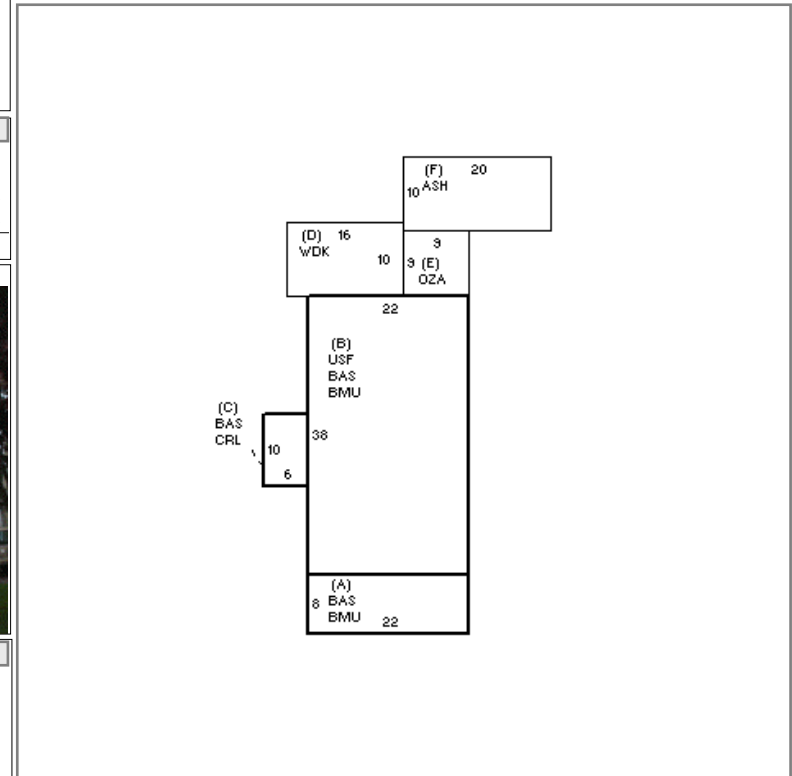 (F) 20
10 ASH
(D) 16
WDK
10
9
9 (E)
OZA
22
(B)
USF
BAS
BMU
(C)
BAS
CRL
38
10
6
(A)
8 BAS
BMU 22